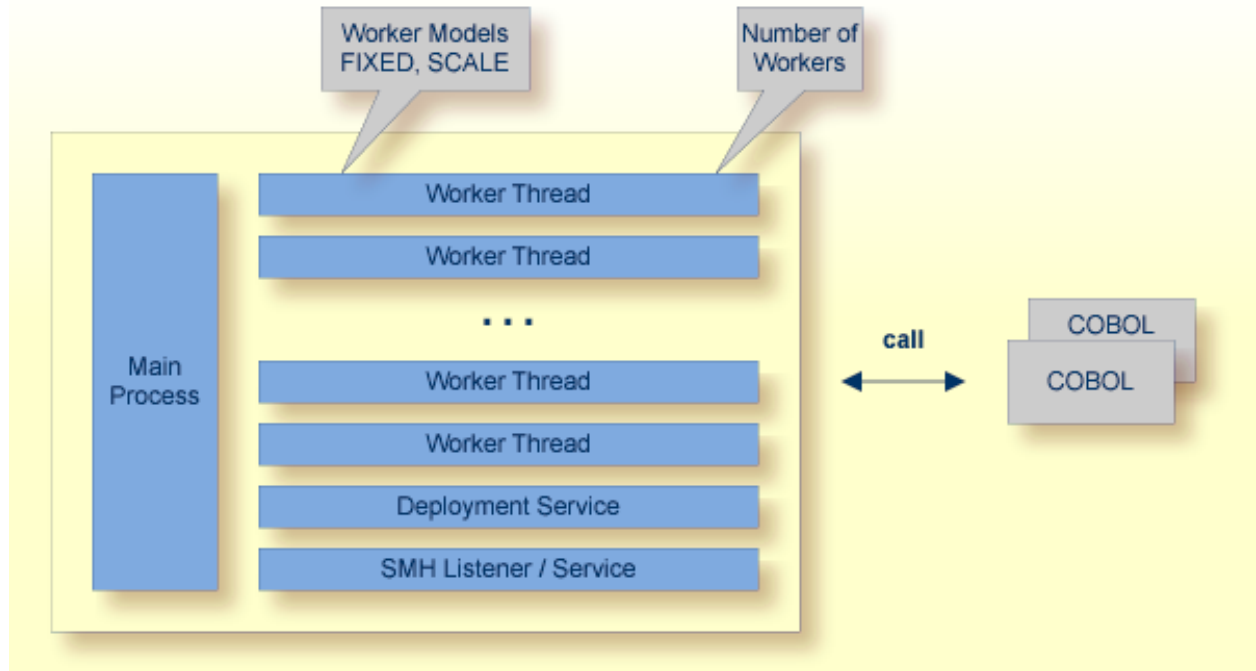 Worker Models
FIXED, SCALE
Number of
Workers
Main
Process
Worker Thread
Worker Thread
...
Worker Thread
Worker Thread
Deployment Service
SMH Listener / Service
call
COBOL
COBOL